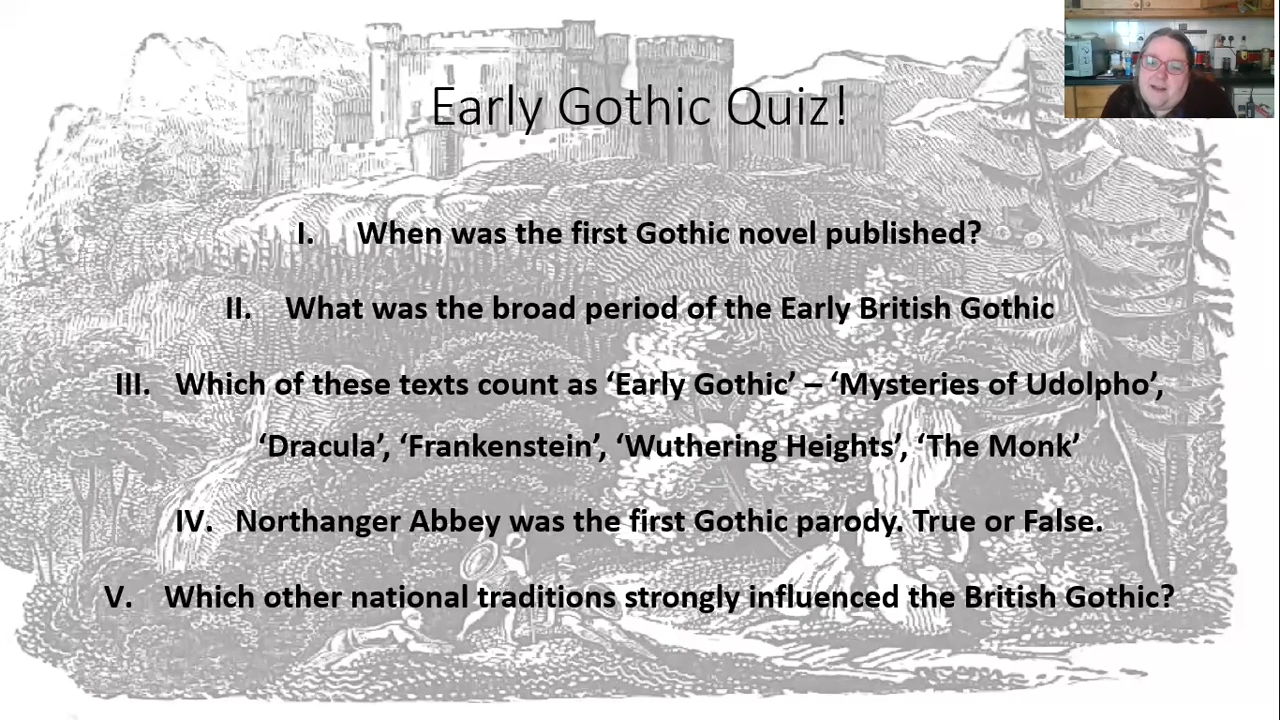 Early Gothic Quiz!
I. When was the first Gothic novel published?
II. What was the broad period of the Early British Gothic
III. Which of these texts count as ‘Early Gothic’ – ‘Mysteries of Udolpho’,
‘Dracula’, ‘Frankenstein’, ‘Wuthering Heights’, ‘The Monk’
IV. Northanger Abbey was the first Gothic parody. True or False.
V. Which other national traditions strongly influenced the British Gothic?